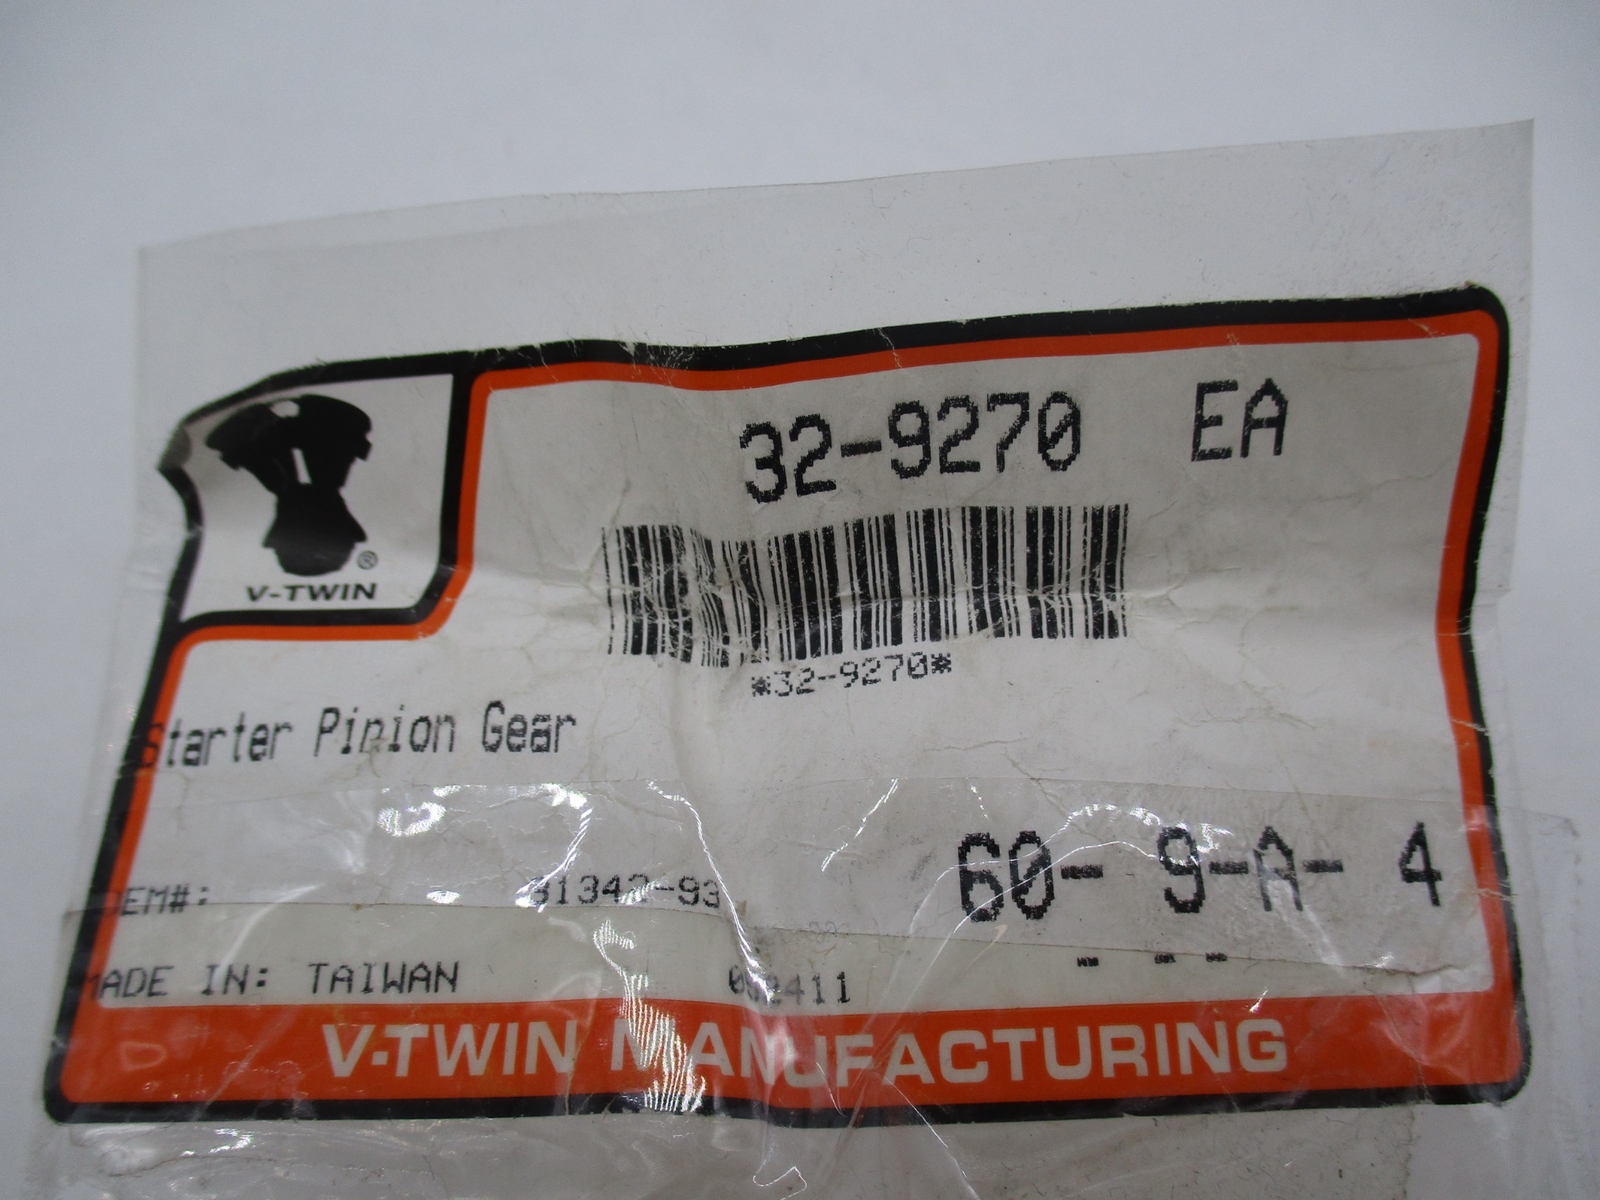 32-9270 EA
®
V-TWIN
*32-9270*
Starter Pinion Gear
60- 9-A- 4
OEM#: 31342-93
MADE IN: TAIWAN
V-TWIN MANUFACTURING